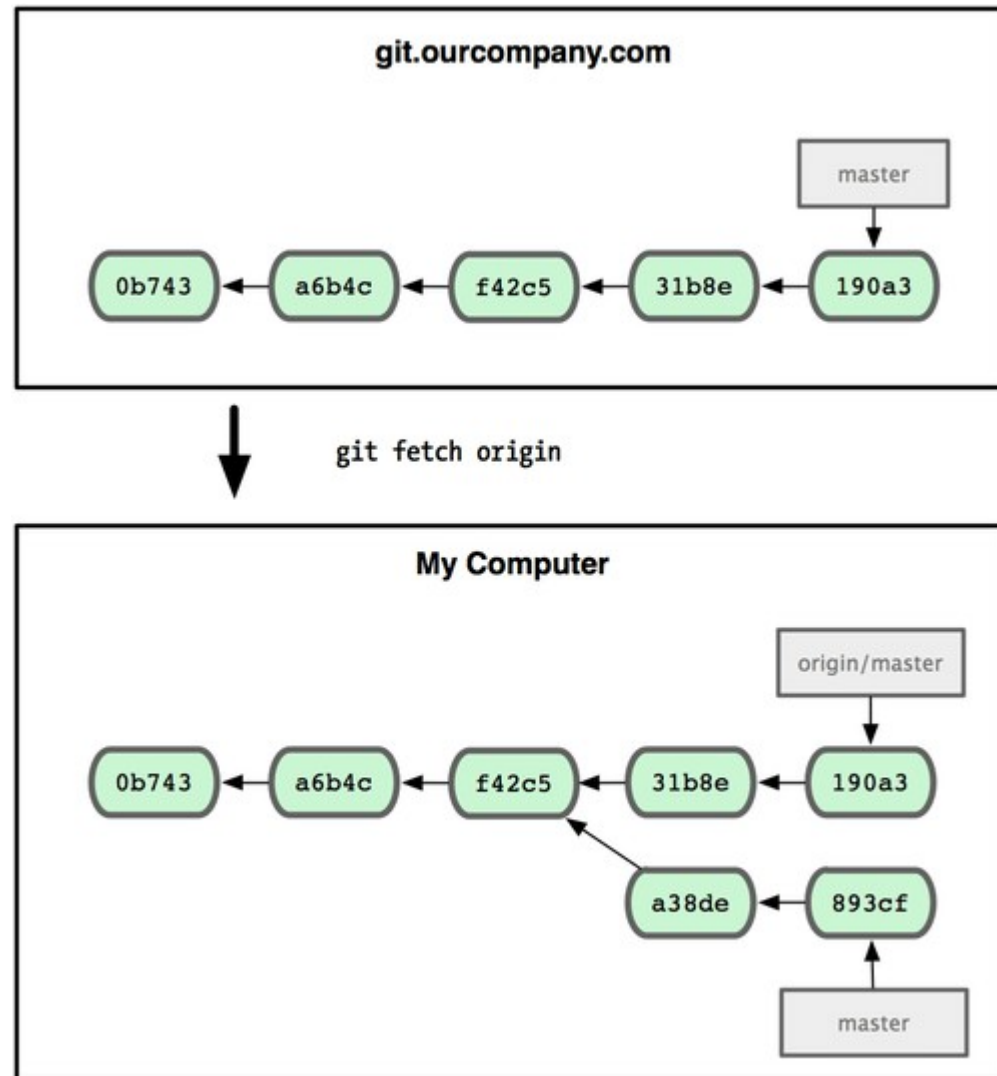 git.ourcompany.com
master
0b743 a6b4c f42c5 31b8e 190a3
git fetch origin
My Computer
origin/master
0b743 a6b4c f42c5 31b8e 190a3
a38de 893cf
master